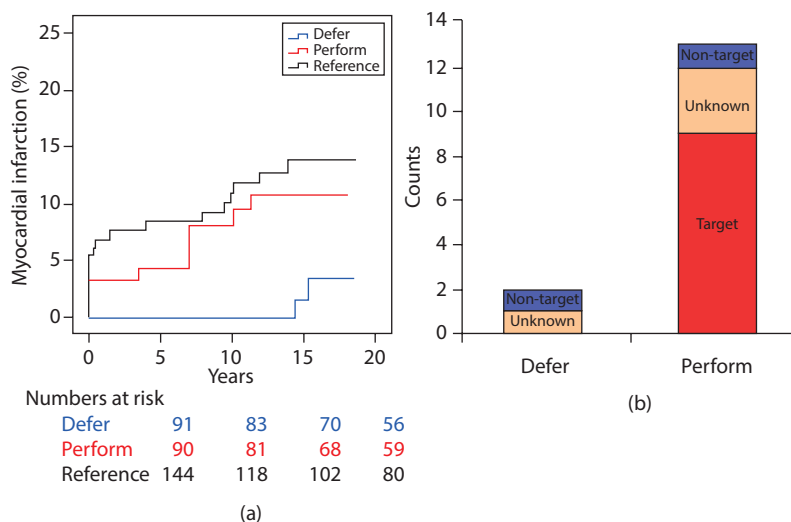 Myocardial infarction (%)
25
20
15
10
5
0
Defer
Perform
Reference
0 5 10 15 20
Years
Numbers at risk
Defer 91 83 70 56
Perform 90 81 68 59
Reference 144 118 102 80
(a)
Counts
14
12
10
8
6
4
2
0
Non-target
Unknown
Non-target
Unknown
Target
Defer Perform
(b)